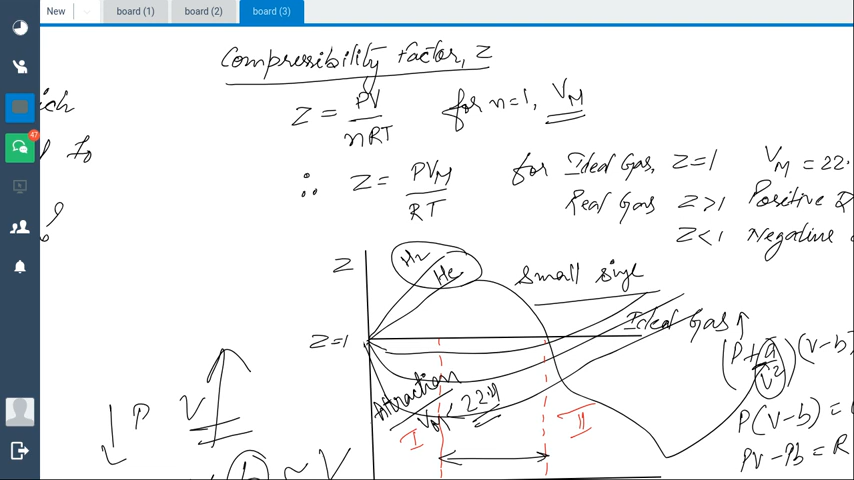 New board (1) board (2) board (3)
47
Compressibility factor, Z
ich
Z = PV/nRT for n=1, VM
to
∴ Z = PVM/RT for Ideal Gas, Z=1 VM = 22.
Real Gas Z>1 Positive D
Z<1 Negative
Z
H2
He
Small size
Z=1
Ideal Gas
(P+a/V2)(V-b)
Attraction
VM < 22.4
I
II
P V
P(V-b) =
PV-Pb = R
b ~ V